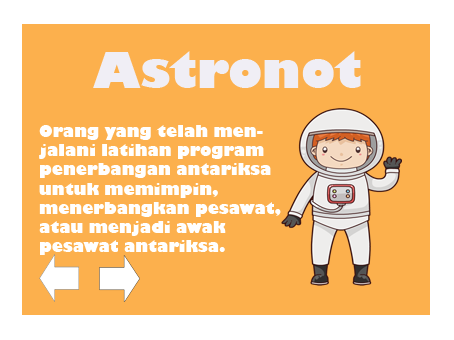 Astronot
Orang yang telah men-
jalani latihan program
penerbangan antariksa
untuk memimpin,
menerbangkan pesawat,
atau menjadi awak
pesawat antariksa.